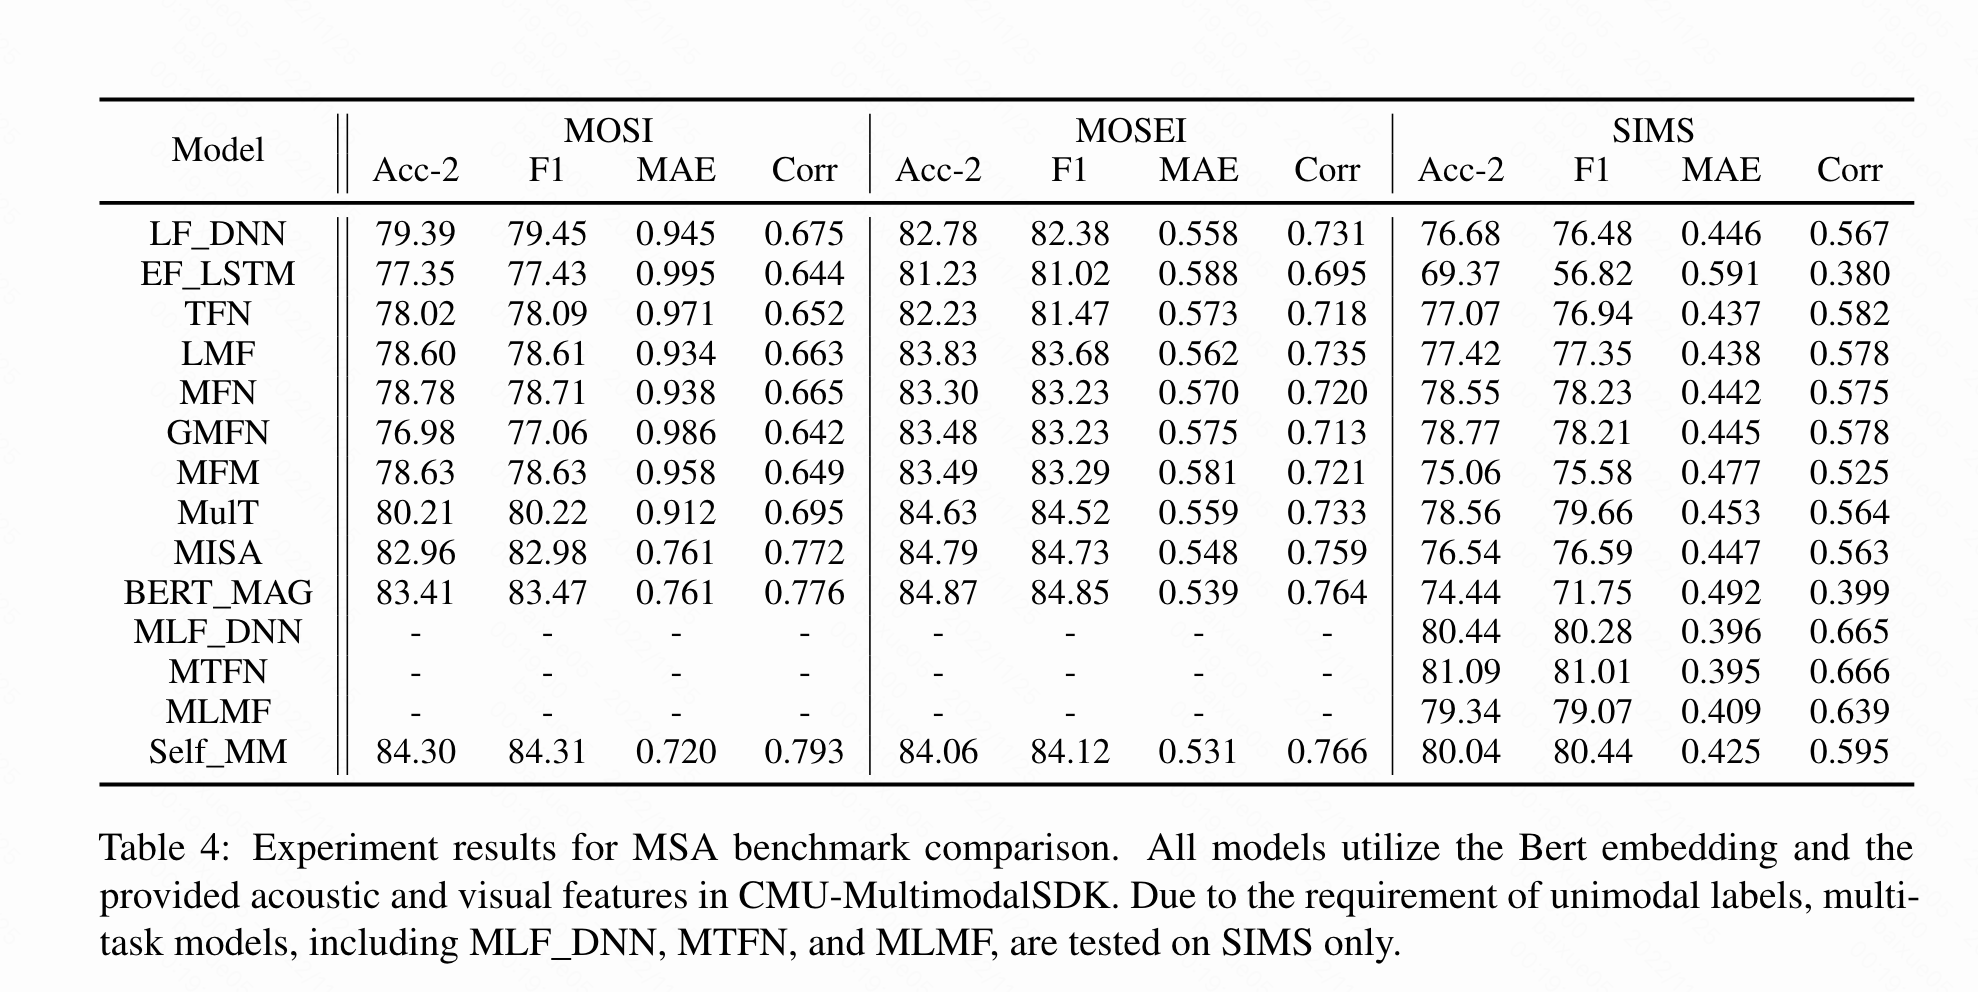 Model MOSI MOSEI SIMS
Acc-2 F1 MAE Corr Acc-2 F1 MAE Corr Acc-2 F1 MAE Corr
LF_DNN 79.39 79.45 0.945 0.675 82.78 82.38 0.558 0.731 76.68 76.48 0.446 0.567
EF_LSTM 77.35 77.43 0.995 0.644 81.23 81.02 0.588 0.695 69.37 56.82 0.591 0.380
TFN 78.02 78.09 0.971 0.652 82.23 81.47 0.573 0.718 77.07 76.94 0.437 0.582
LMF 78.60 78.61 0.934 0.663 83.83 83.68 0.562 0.735 77.42 77.35 0.438 0.578
MFN 78.78 78.71 0.938 0.665 83.30 83.23 0.570 0.720 78.55 78.23 0.442 0.575
GMFN 76.98 77.06 0.986 0.642 83.48 83.23 0.575 0.713 78.77 78.21 0.445 0.578
MFM 78.63 78.63 0.958 0.649 83.49 83.29 0.581 0.721 75.06 75.58 0.477 0.525
MulT 80.21 80.22 0.912 0.695 84.63 84.52 0.559 0.733 78.56 79.66 0.453 0.564
MISA 82.96 82.98 0.761 0.772 84.79 84.73 0.548 0.759 76.54 76.59 0.447 0.563
BERT_MAG 83.41 83.47 0.761 0.776 84.87 84.85 0.539 0.764 74.44 71.75 0.492 0.399
MLF_DNN - - - - - - - - 80.44 80.28 0.396 0.665
MTFN - - - - - - - - 81.09 81.01 0.395 0.666
MLMF - - - - - - - - 79.34 79.07 0.409 0.639
Self_MM 84.30 84.31 0.720 0.793 84.06 84.12 0.531 0.766 80.04 80.44 0.425 0.595
Table 4: Experiment results for MSA benchmark comparison. All models utilize the Bert embedding and the
provided acoustic and visual features in CMU-MultimodalSDK. Due to the requirement of unimodal labels, multi-
task models, including MLF_DNN, MTFN, and MLMF, are tested on SIMS only.